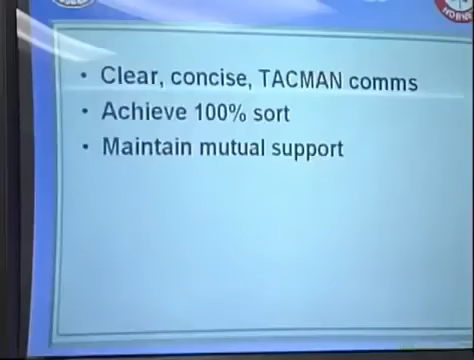 • Clear, concise, TACMAN comms
• Achieve 100% sort
• Maintain mutual support